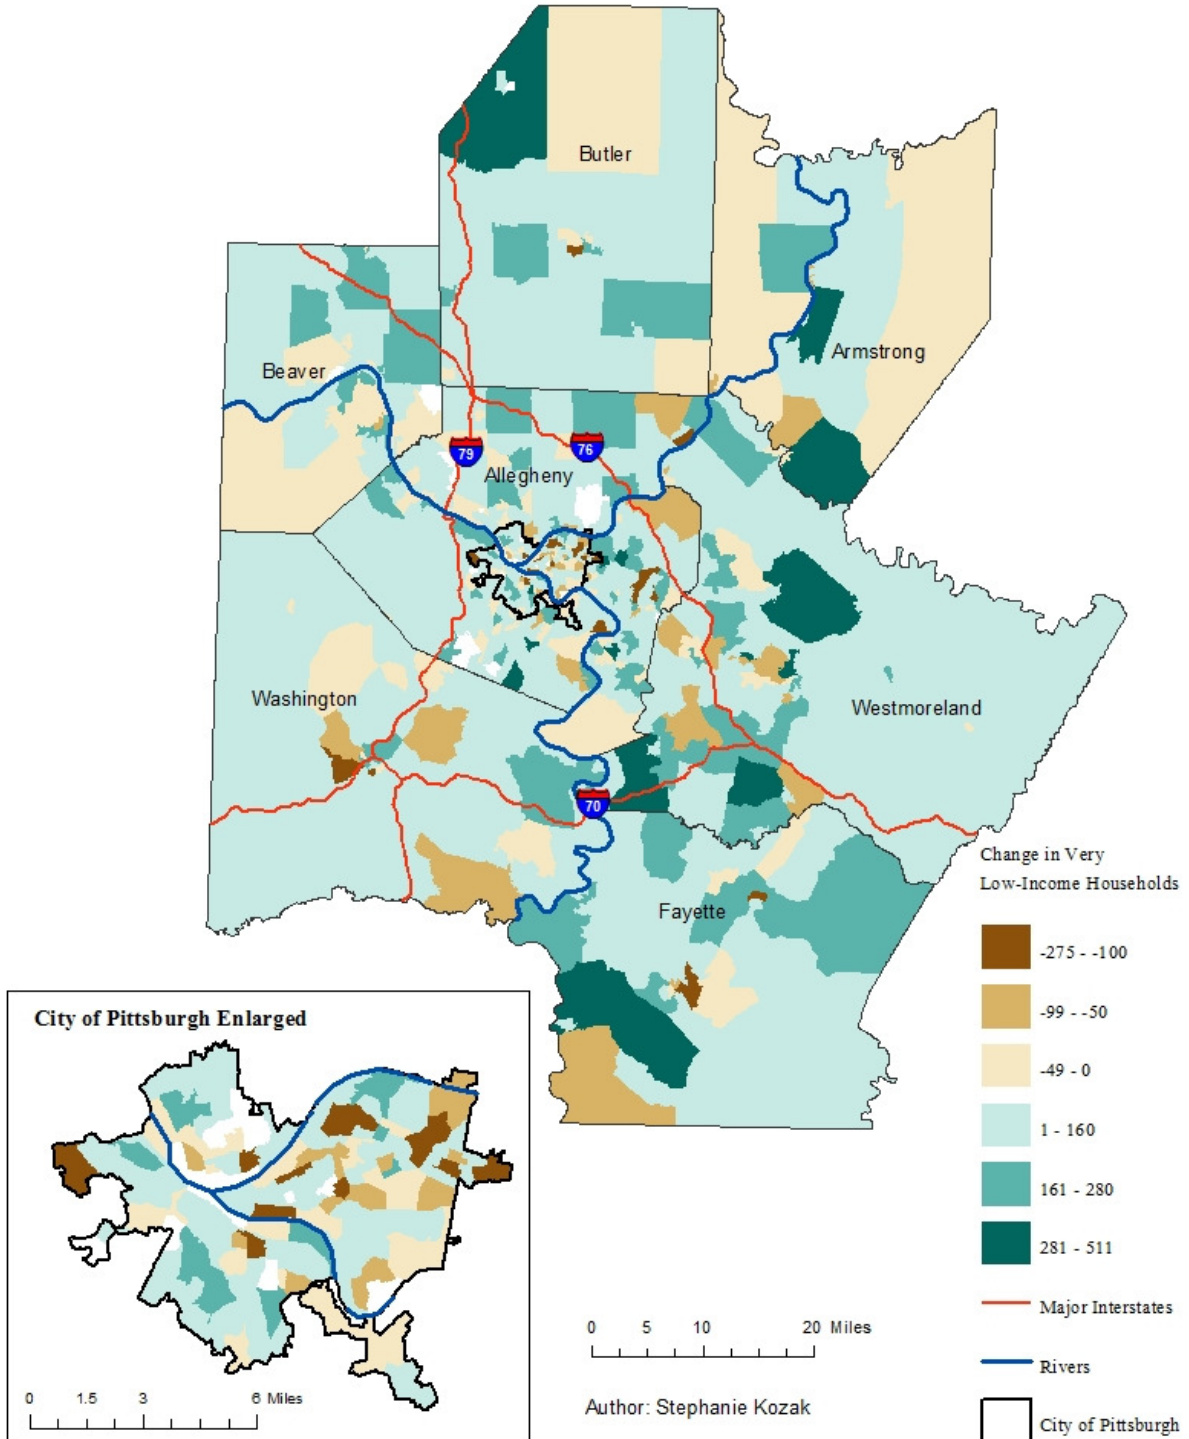 Butler
Armstrong
Beaver
79
76
Allegheny
Washington
Westmoreland
70
Fayette
Change in Very
Low-Income Households
-275 - -100
-99 - -50
-49 - 0
1 - 160
161 - 280
281 - 511
Major Interstates
Rivers
City of Pittsburgh
City of Pittsburgh Enlarged
0 1.5 3 6 Miles
0 5 10 20 Miles
Author: Stephanie Kozak